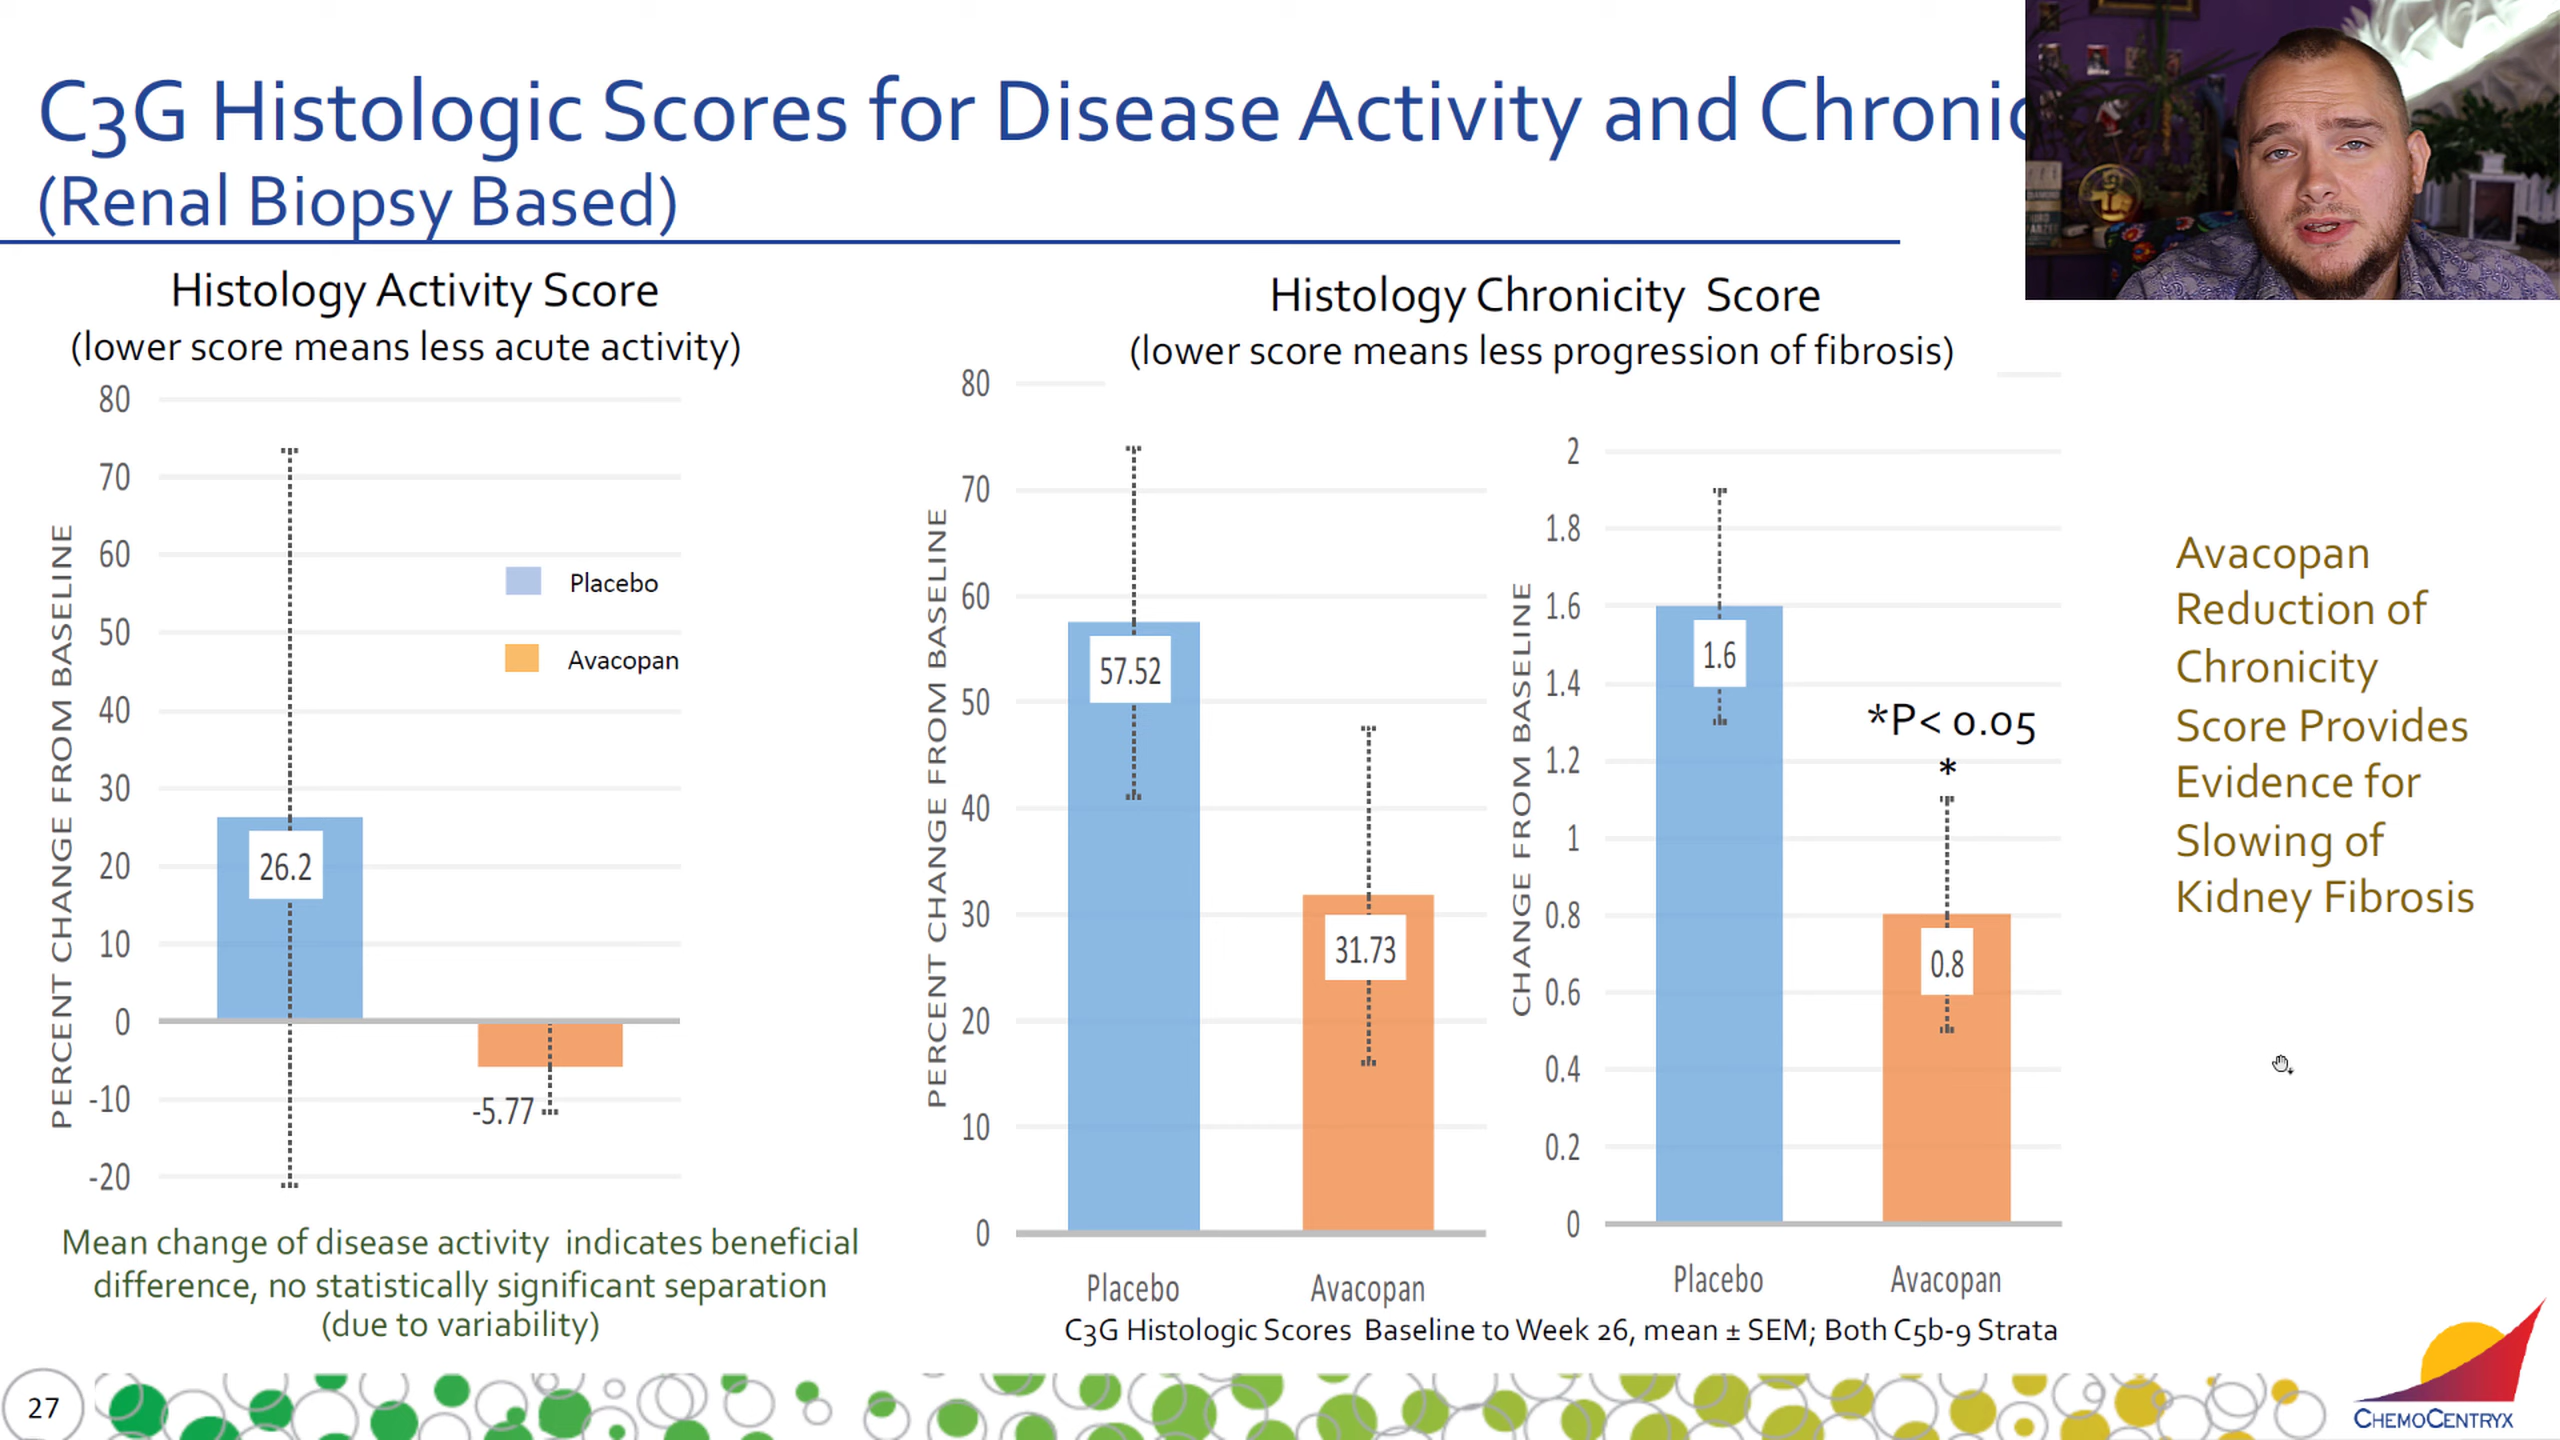 C3G Histologic Scores for Disease Activity and Chronic
(Renal Biopsy Based)
Histology Activity Score
(lower score means less acute activity)
PERCENT CHANGE FROM BASELINE
80
70
60
50
40
30
20
10
0
-10
-20
Placebo
Avacopan
26.2
-5.77
Mean change of disease activity indicates beneficial
difference, no statistically significant separation
(due to variability)
Histology Chronicity Score
(lower score means less progression of fibrosis)
PERCENT CHANGE FROM BASELINE
80
70
60
50
40
30
20
10
0
57.52
31.73
Placebo
Avacopan
CHANGE FROM BASELINE
2
1.8
1.6
1.4
1.2
1
0.8
0.6
0.4
0.2
0
1.6
*P< 0.05
*
0.8
Placebo
Avacopan
C3G Histologic Scores Baseline to Week 26, mean ± SEM; Both C5b-9 Strata
Avacopan
Reduction of
Chronicity
Score Provides
Evidence for
Slowing of
Kidney Fibrosis
27
CHEMOCENTRYX